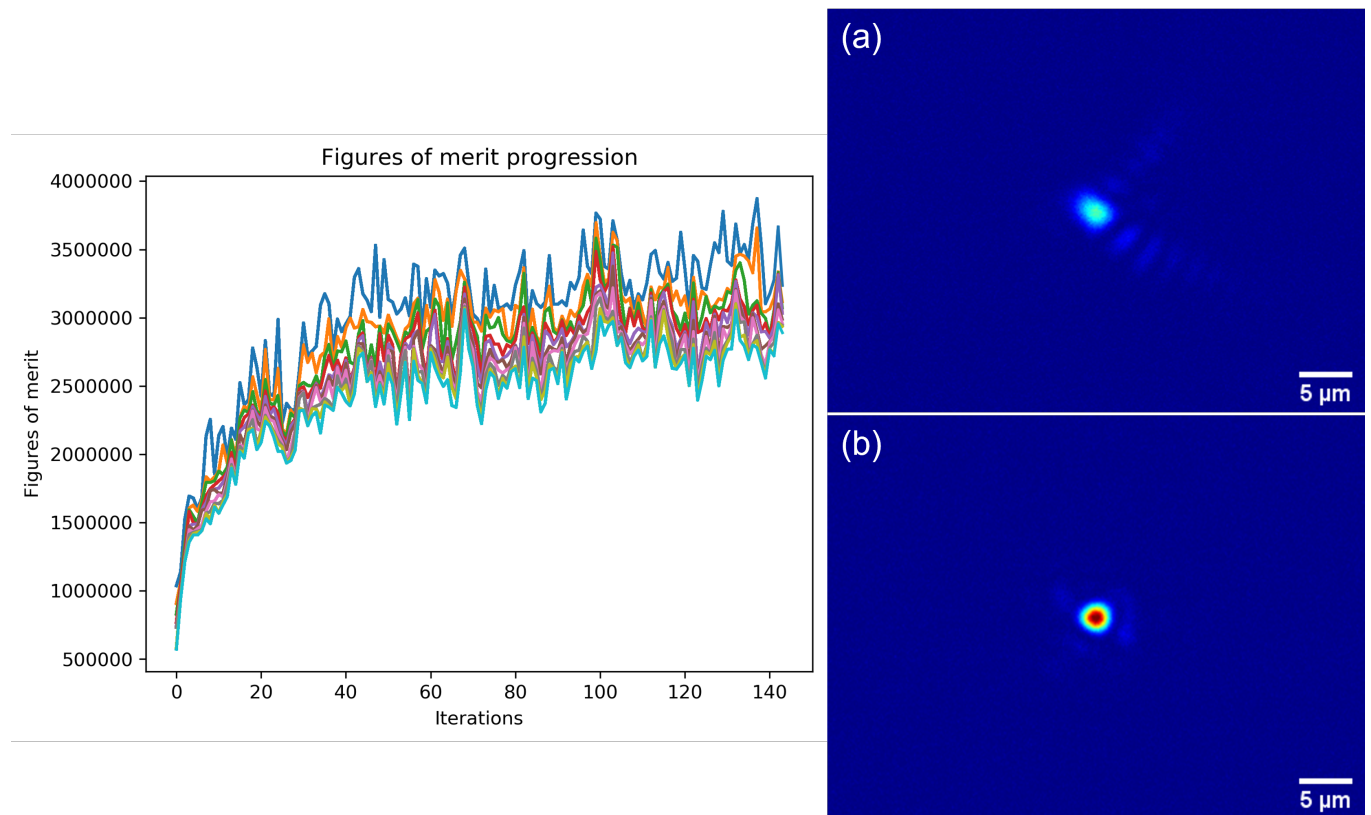 Figures of merit progression
4000000
3500000
3000000
2500000
2000000
1500000
1000000
500000
Figures of merit
0 20 40 60 80 100 120 140
Iterations
(a)
5 µm
(b)
5 µm